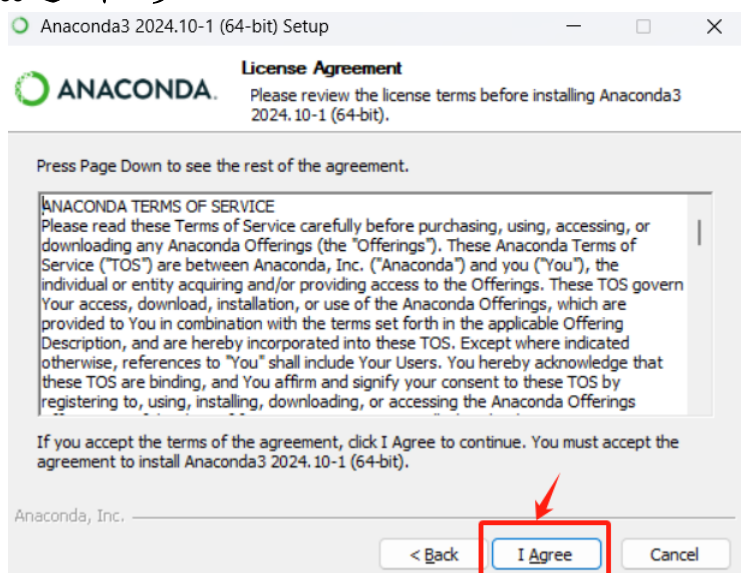 Anaconda3 2024.10-1 (64-bit) Setup
ANACONDA.
License Agreement
Please review the license terms before installing Anaconda3
2024.10-1 (64-bit).
Press Page Down to see the rest of the agreement.
ANACONDA TERMS OF SERVICE
Please read these Terms of Service carefully before purchasing, using, accessing, or
downloading any Anaconda Offerings (the "Offerings"). These Anaconda Terms of
Service ("TOS") are between Anaconda, Inc. ("Anaconda") and you ("You"), the
individual or entity acquiring and/or providing access to the Offerings. These TOS govern
Your access, download, installation, or use of the Anaconda Offerings, which are
provided to You in combination with the terms set forth in the applicable Offering
Description, and are hereby incorporated into these TOS. Except where indicated
otherwise, references to "You" shall include Your Users. You hereby acknowledge that
these TOS are binding, and You affirm and signify your consent to these TOS by
registering to, using, installing, downloading, or accessing the Anaconda Offerings
If you accept the terms of the agreement, click I Agree to continue. You must accept the
agreement to install Anaconda3 2024.10-1 (64-bit).
Anaconda, Inc.
< Back
I Agree
Cancel